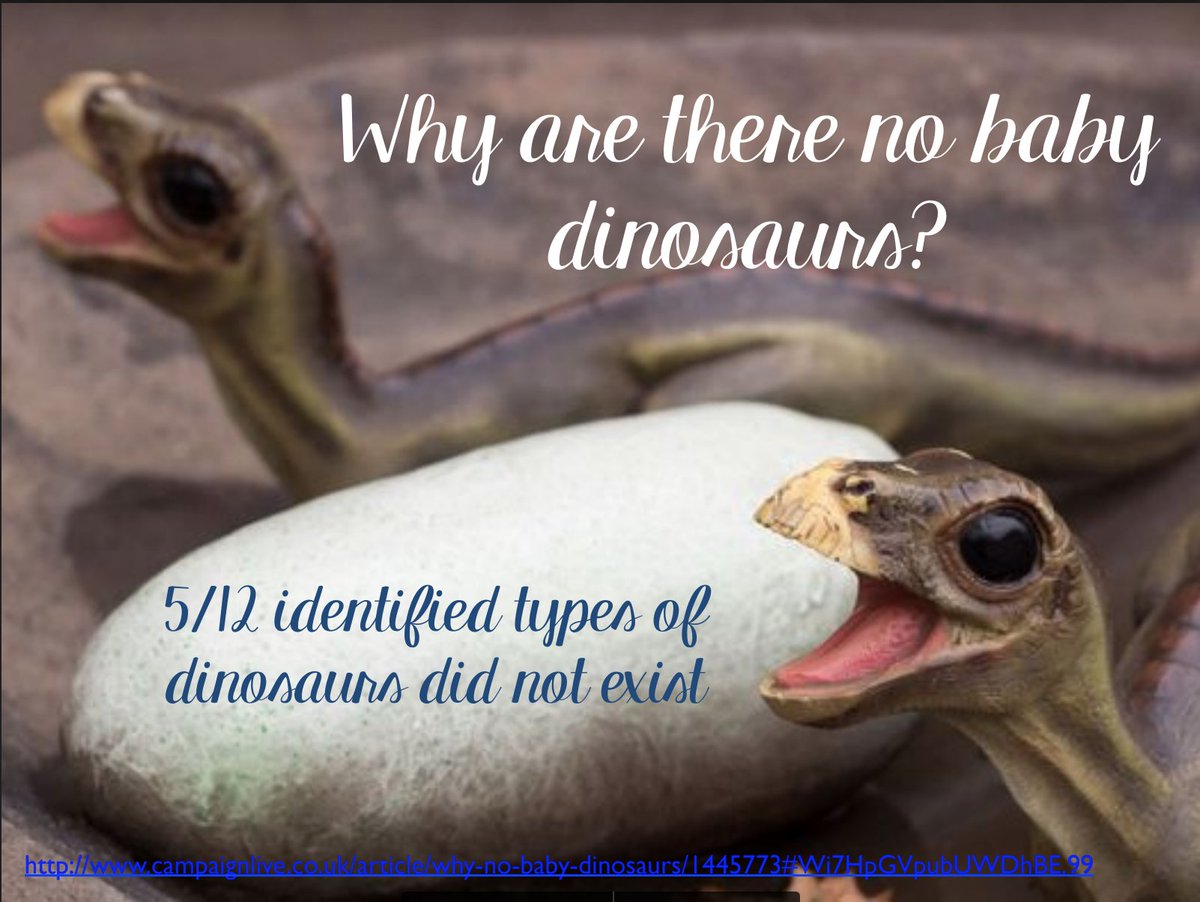 Why are there no baby
dinosaurs?
5/12 identified types of
dinosaurs did not exist
http://www.campaignlive.co.uk/article/why-no-baby-dinosaurs/1445773#Wi7HpGVpubUWDhBE.99